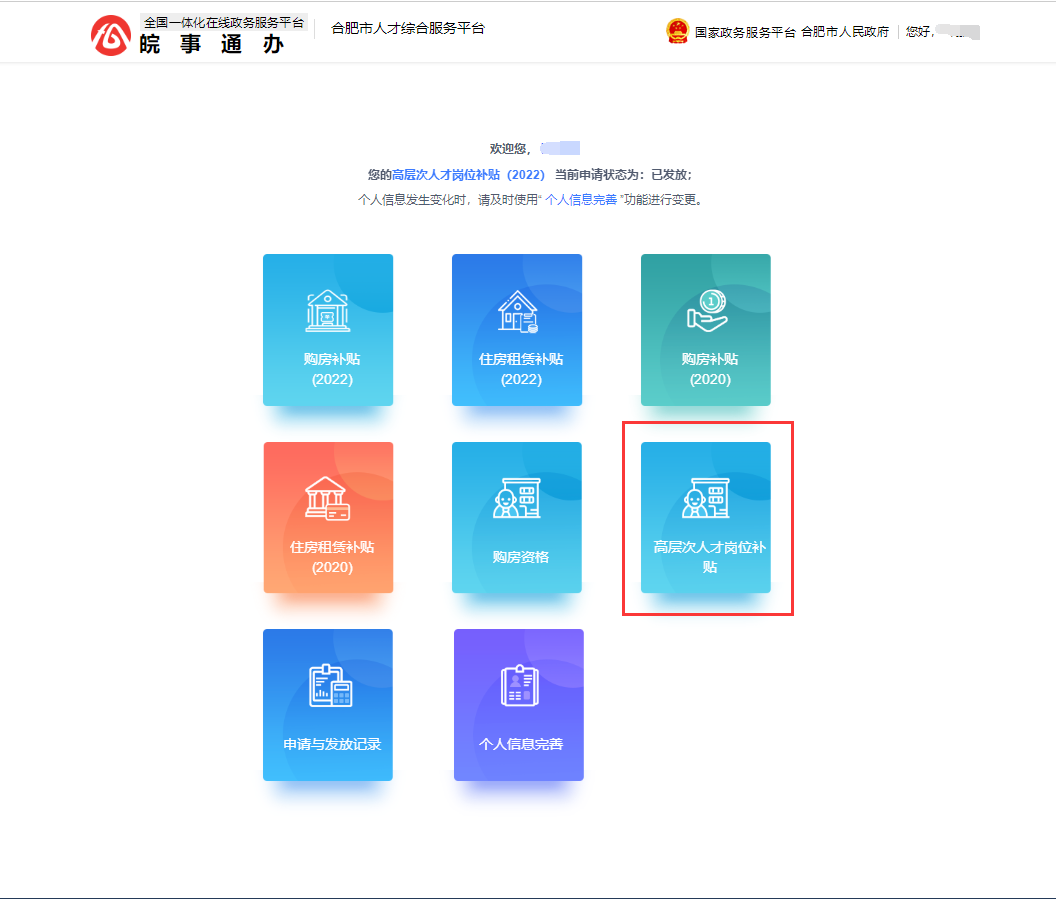 全国一体化在线政务服务平台
皖事通办
合肥市人才综合服务平台
国家政务服务平台 合肥市人民政府
您好,
欢迎您,
您的高层次人才岗位补贴（2022） 当前申请状态为：已发放；
个人信息发生变化时，请及时使用“个人信息完善”功能进行变更。
购房补贴
(2022)
住房租赁补贴
(2022)
1
购房补贴
(2020)
住房租赁补贴
(2020)
购房资格
高层次人才岗位补
贴
申请与发放记录
个人信息完善